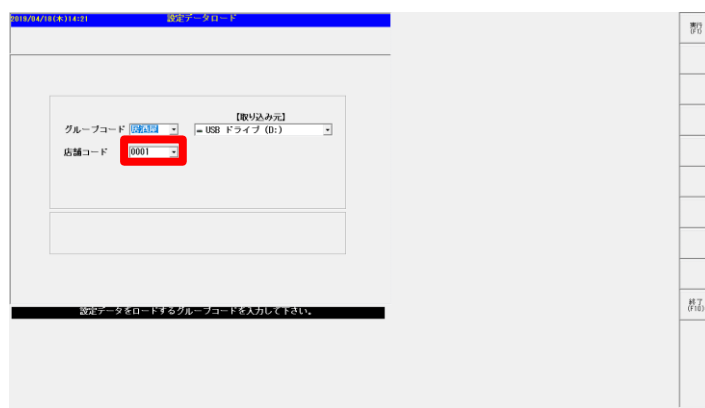 2019/04/18(木)14:21 設定データロード
実行
(F1)
【取り込み元】
グループコード 居酒屋 USB ドライブ (D:)
店舗コード 0001
設定データをロードするグループコードを入力して下さい。
終了
(F10)